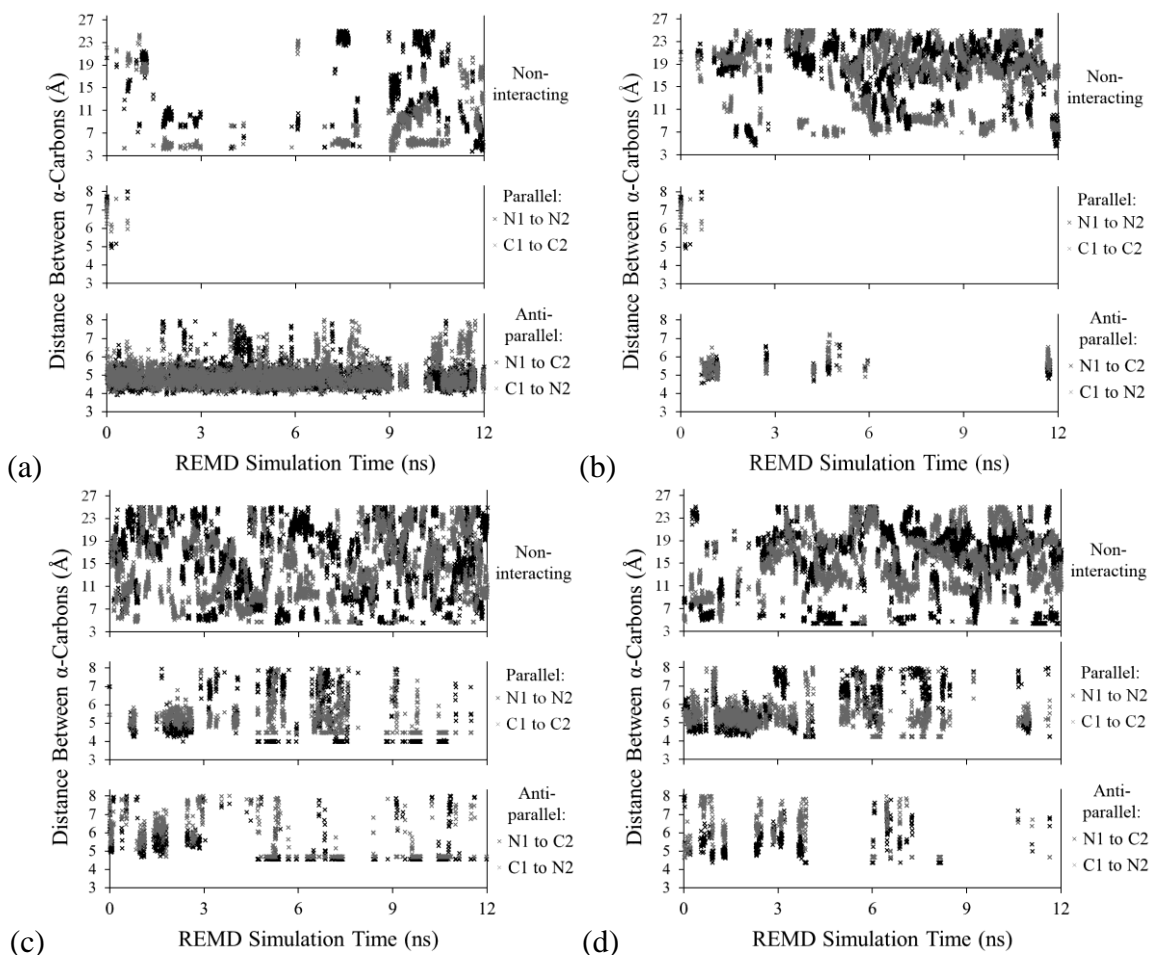 Distance Between α-Carbons (Å)
27
23
19
15
11
7
3
Non-
interacting
8
7
6
5
4
3
Parallel:
× N1 to N2
× C1 to C2
8
7
6
5
4
3
Anti-
parallel:
× N1 to C2
× C1 to N2
0 3 6 9 12
REMD Simulation Time (ns)
(a)
Distance Between α-Carbons (Å)
27
23
19
15
11
7
3
Non-
interacting
8
7
6
5
4
3
Parallel:
× N1 to N2
× C1 to C2
8
7
6
5
4
3
Anti-
parallel:
× N1 to C2
× C1 to N2
0 3 6 9 12
REMD Simulation Time (ns)
(b)
Distance Between α-Carbons (Å)
27
23
19
15
11
7
3
Non-
interacting
8
7
6
5
4
3
Parallel:
× N1 to N2
× C1 to C2
8
7
6
5
4
3
Anti-
parallel:
× N1 to C2
× C1 to N2
0 3 6 9 12
REMD Simulation Time (ns)
(c)
Distance Between α-Carbons (Å)
27
23
19
15
11
7
3
Non-
interacting
8
7
6
5
4
3
Parallel:
× N1 to N2
× C1 to C2
8
7
6
5
4
3
Anti-
parallel:
× N1 to C2
× C1 to N2
0 3 6 9 12
REMD Simulation Time (ns)
(d)